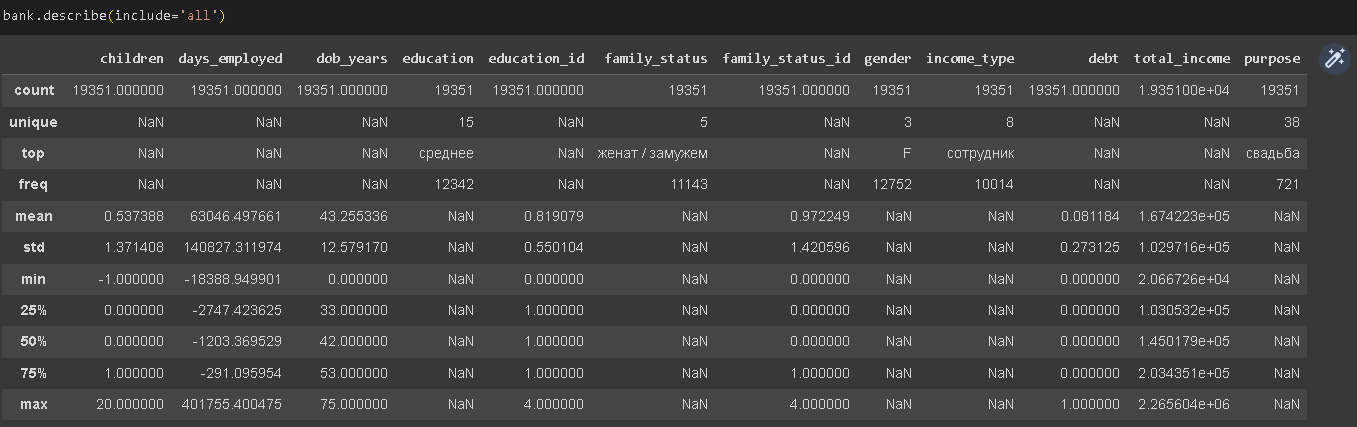 bank.describe(include='all')
children days_employed dob_years education education_id family_status family_status_id gender income_type debt total_income purpose
count 19351.000000 19351.000000 19351.000000 19351 19351.000000 19351 19351.000000 19351 19351 19351.000000 1.935100e+04 19351
unique NaN NaN NaN 15 NaN 5 NaN 3 8 NaN NaN 38
top NaN NaN NaN среднее NaN женат / замужем NaN F сотрудник NaN NaN свадьба
freq NaN NaN NaN 12342 NaN 11143 NaN 12752 10014 NaN NaN 721
mean 0.537388 63046.497661 43.255336 NaN 0.819079 NaN 0.972249 NaN NaN 0.081184 1.674223e+05 NaN
std 1.371408 140827.311974 12.579170 NaN 0.550104 NaN 1.420596 NaN NaN 0.273125 1.029716e+05 NaN
min -1.000000 -18388.949901 0.000000 NaN 0.000000 NaN 0.000000 NaN NaN 0.000000 2.066726e+04 NaN
25% 0.000000 -2747.423625 33.000000 NaN 1.000000 NaN 0.000000 NaN NaN 0.000000 1.030532e+05 NaN
50% 0.000000 -1203.369529 42.000000 NaN 1.000000 NaN 0.000000 NaN NaN 0.000000 1.450179e+05 NaN
75% 1.000000 -291.095954 53.000000 NaN 1.000000 NaN 1.000000 NaN NaN 0.000000 2.034351e+05 NaN
max 20.000000 401755.400475 75.000000 NaN 4.000000 NaN 4.000000 NaN NaN 1.000000 2.265604e+06 NaN